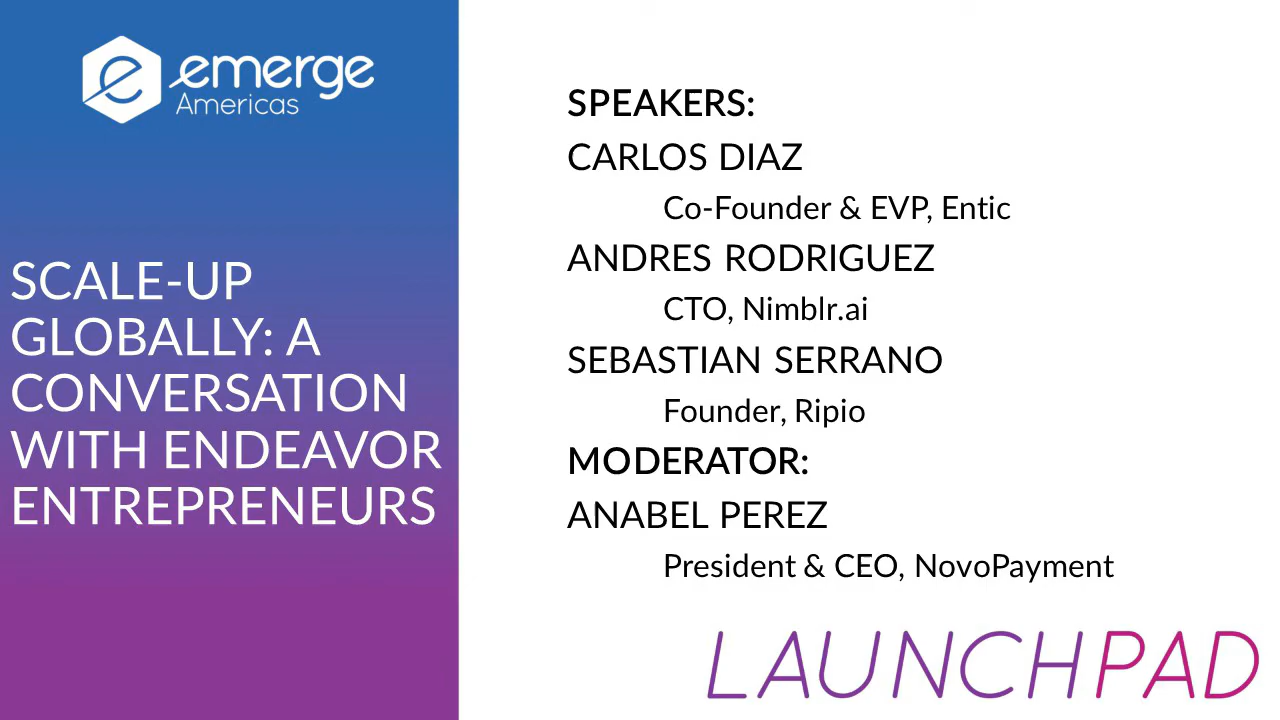 emerge
Americas
SCALE-UP
GLOBALLY: A
CONVERSATION
WITH ENDEAVOR
ENTREPRENEURS
SPEAKERS:
CARLOS DIAZ
Co-Founder & EVP, Entic
ANDRES RODRIGUEZ
CTO, Nimblr.ai
SEBASTIAN SERRANO
Founder, Ripio
MODERATOR:
ANABEL PEREZ
President & CEO, NovoPayment
LAUNCHPAD